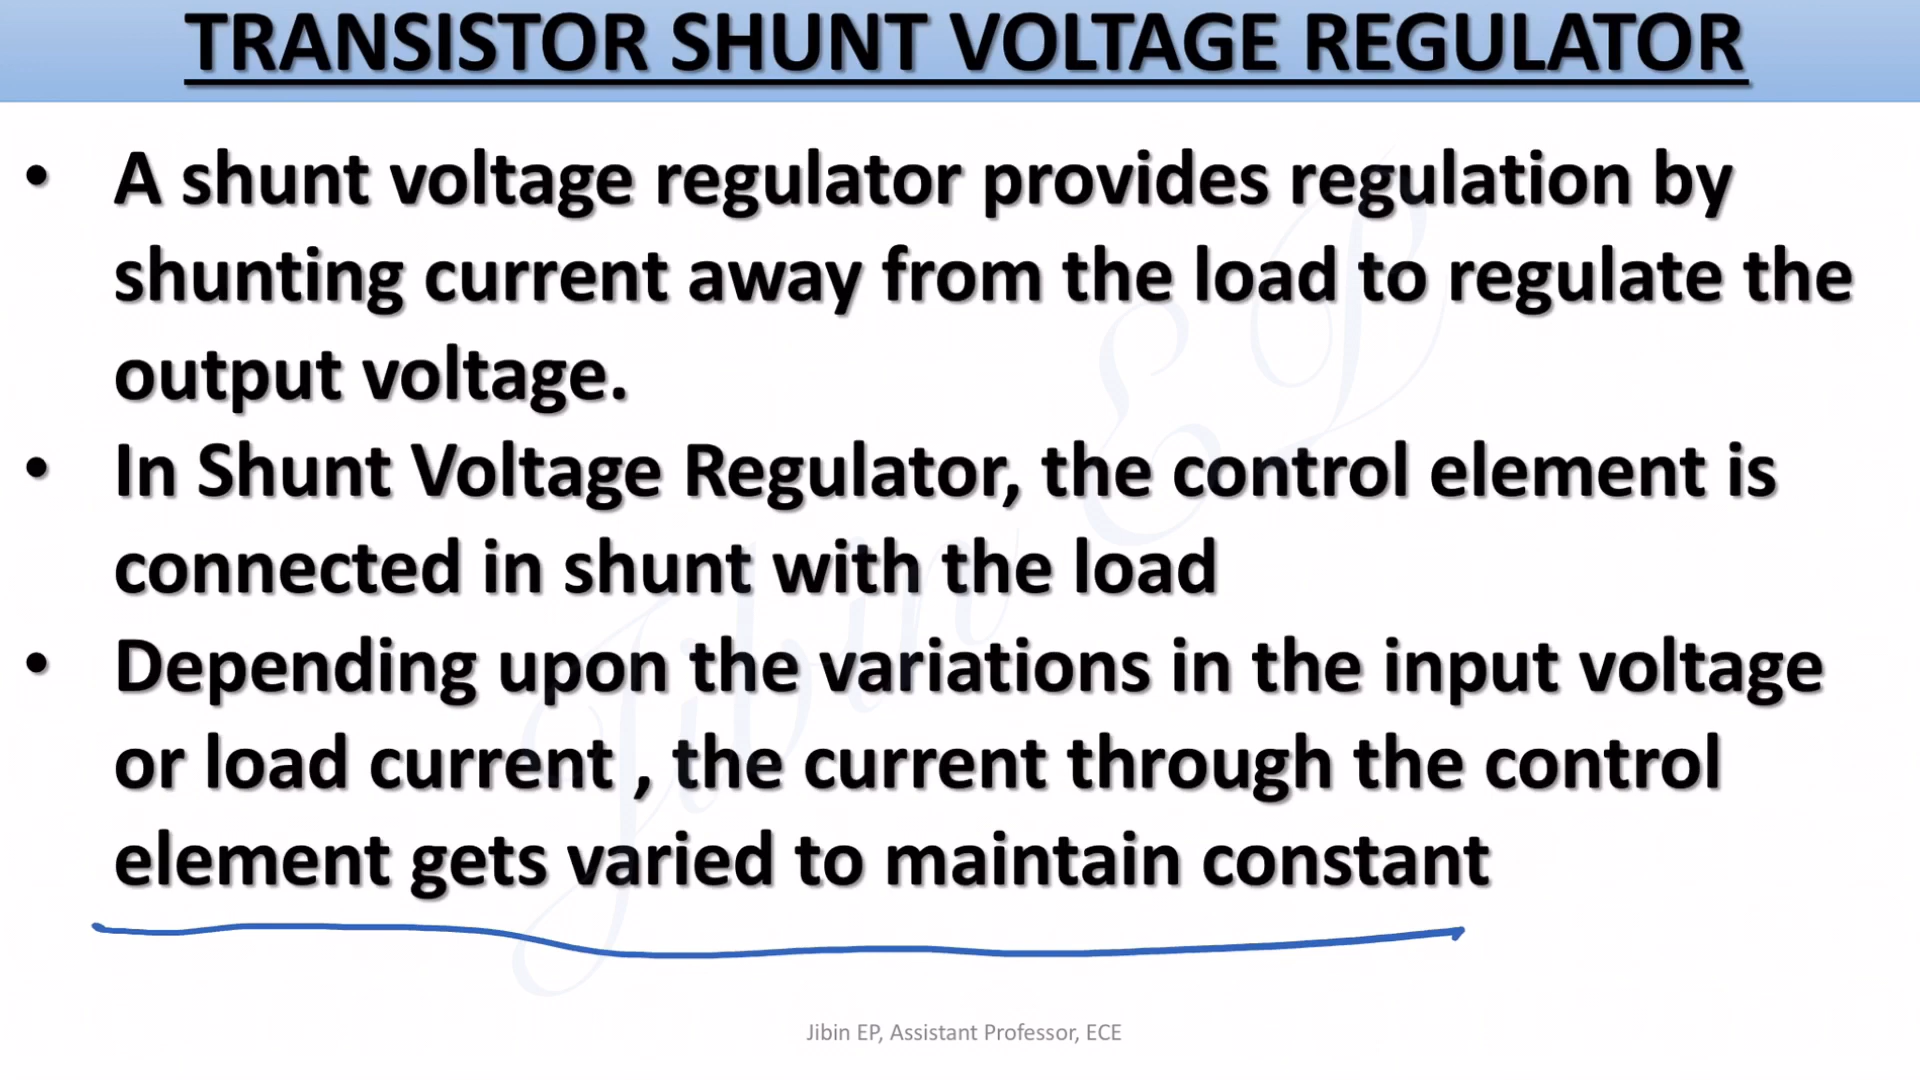 TRANSISTOR SHUNT VOLTAGE REGULATOR
• A shunt voltage regulator provides regulation by
shunting current away from the load to regulate the
output voltage.
• In Shunt Voltage Regulator, the control element is
connected in shunt with the load
• Depending upon the variations in the input voltage
or load current , the current through the control
element gets varied to maintain constant
Jibin EP
Jibin EP, Assistant Professor, ECE